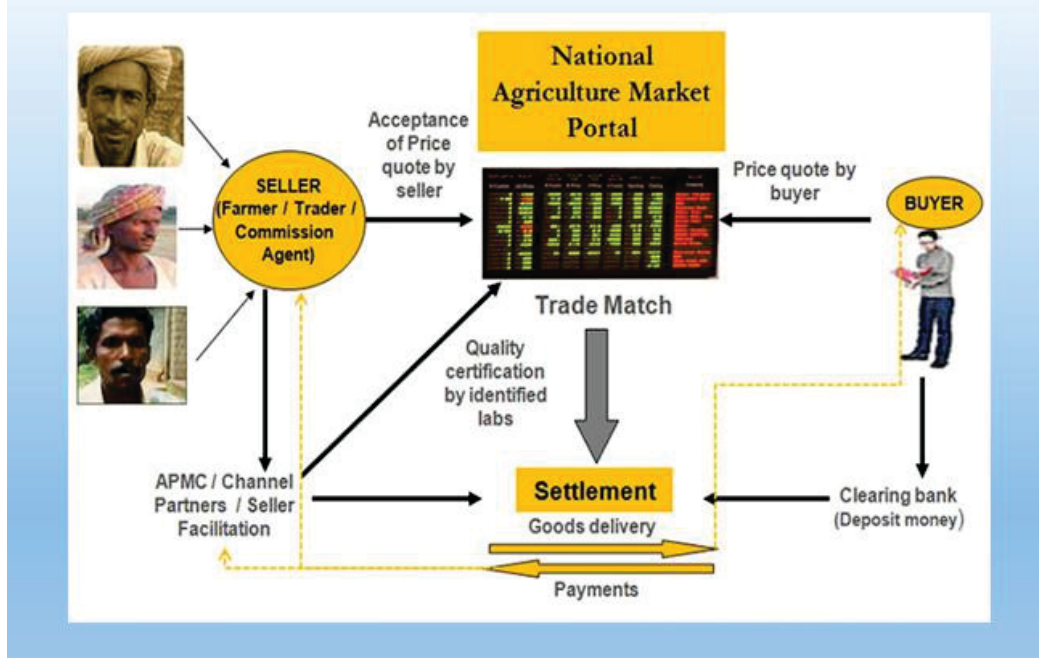 National
Agriculture Market
Portal
Acceptance
of Price
quote by
seller
Price quote by
buyer
SELLER
(Farmer / Trader /
Commission
Agent)
BUYER
Trade Match
Quality
certification
by identified
labs
APMC / Channel
Partners / Seller
Facilitation
Settlement
Goods delivery
Clearing bank
(Deposit money)
Payments